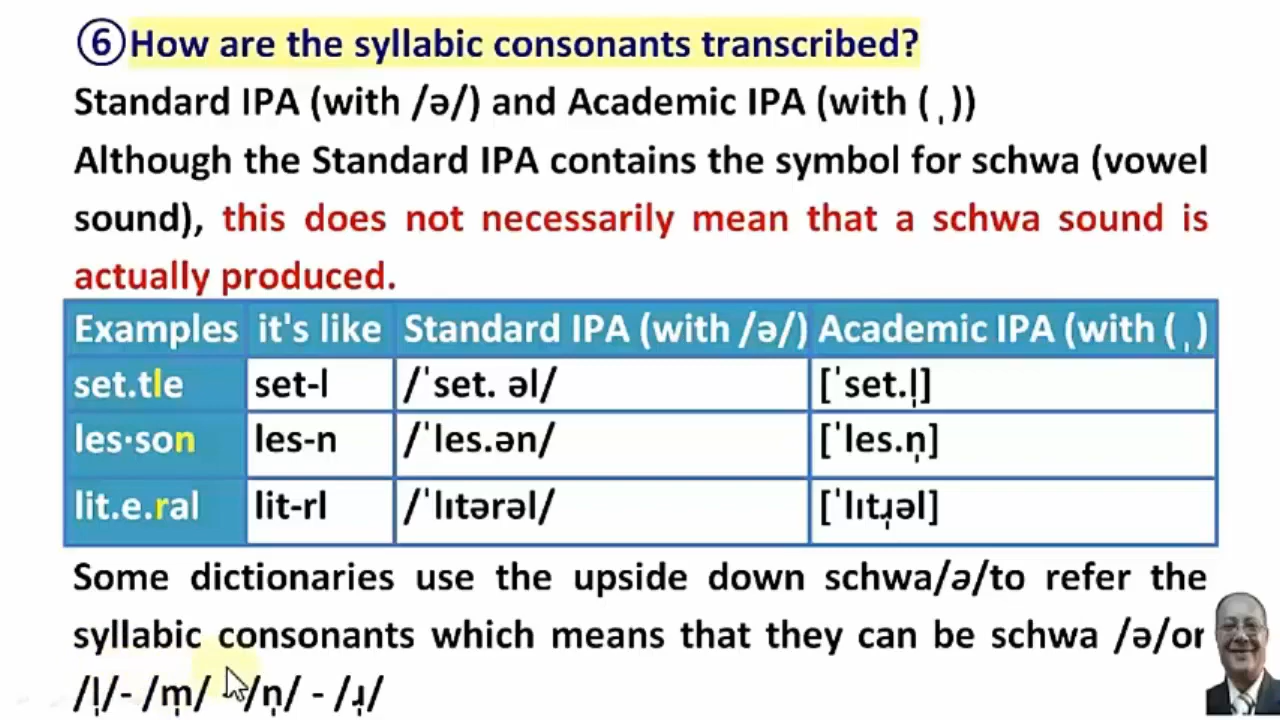 ⑥How are the syllabic consonants transcribed?
Standard IPA (with /ə/) and Academic IPA (with ( ̩ ))
Although the Standard IPA contains the symbol for schwa (vowel
sound), this does not necessarily mean that a schwa sound is
actually produced.
Examples it's like Standard IPA (with /ə/) Academic IPA (with ( ̩ )
set.tle set-l /ˈset. əl/ [ˈset.l̩]
les·son les-n /ˈles.ən/ [ˈles.n̩]
lit.e.ral lit-rl /ˈlɪtərəl/ [ˈlɪtɹ̩əl]
Some dictionaries use the upside down schwa/ə/to refer the
syllabic consonants which means that they can be schwa /ə/or
/l̩/- /m̩/ - /n̩/ - /ɹ̩/